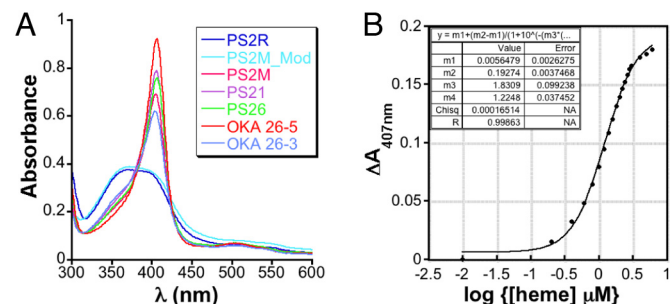 A
Absorbance
1
0.8
0.6
0.4
0.2
0
300 350 400 450 500 550 600
λ (nm)
PS2R
PS2M_Mod
PS2M
PS21
PS26
OKA 26-5
OKA 26-3
B
ΔA407nm
0.2
0.15
0.1
0.05
0
-2.5 -2 -1.5 -1 -0.5 0 0.5 1
log {[heme] μM}
y = m1+(m2-m1)/(1+10^(-(m3*(...
Value Error
m1 0.0056479 0.0026275
m2 0.19274 0.0037468
m3 1.8309 0.099238
m4 1.2248 0.037452
Chisq 0.00016514 NA
R 0.99863 NA